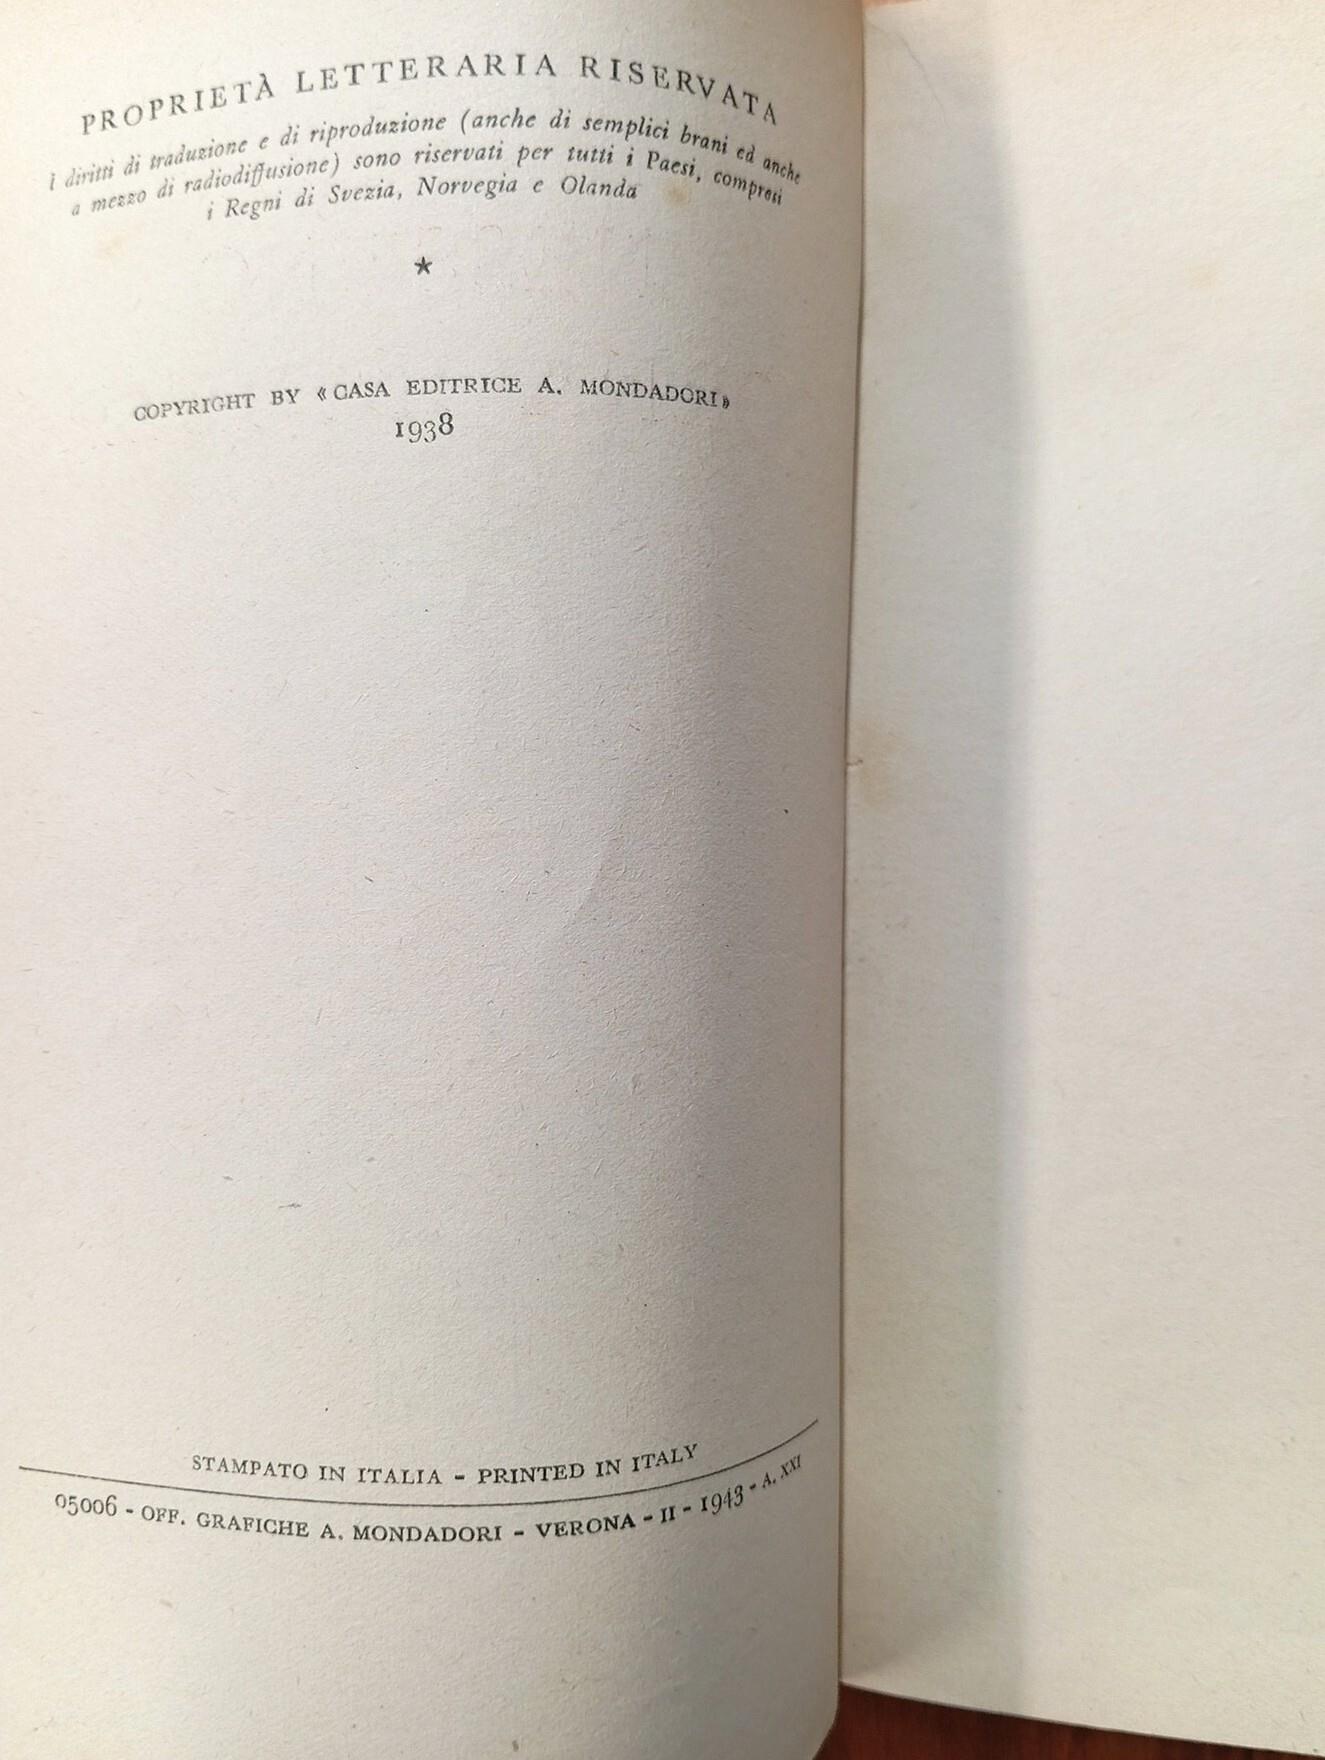 PROPRIETÀ LETTERARIA RISERVATA
I diritti di traduzione e di riproduzione (anche di semplici brani ed anche
a mezzo di radiodiffusione) sono riservati per tutti i Paesi, compresi
i Regni di Svezia, Norvegia e Olanda
★
COPYRIGHT BY «CASA EDITRICE A. MONDADORI»
1938
STAMPATO IN ITALIA - PRINTED IN ITALY
05006 - OFF. GRAFICHE A. MONDADORI - VERONA - II - 1943 - A. XXI